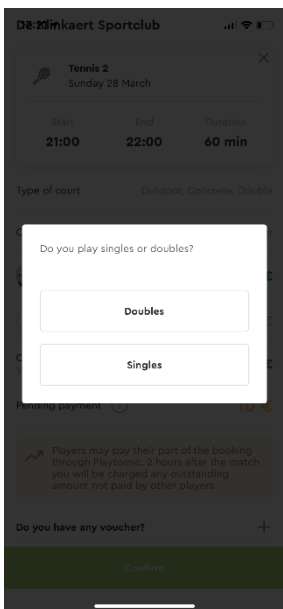 Sportclub
Tennis 2
Sunday 28 March
Start End Duration
21:00 22:00 60 min
Type of court Outdoor, Concrete, Double
Do you play singles or doubles?
Doubles
Singles
Pending payment
Players may pay their part of the booking
through Playtomic. 2 hours after the match
you will be charged any outstanding
amount not paid by other players.
Do you have any voucher? +
Confirm